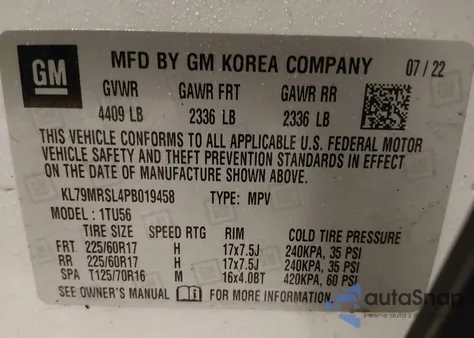 GM
MFD BY GM KOREA COMPANY 07/22
GVWR GAWR FRT GAWR RR
4409 LB 2336 LB 2336 LB
THIS VEHICLE CONFORMS TO ALL APPLICABLE U.S. FEDERAL MOTOR
VEHICLE SAFETY AND THEFT PREVENTION STANDARDS IN EFFECT
ON THE DATE OF MANUFACTURE SHOWN ABOVE.
KL79MRSL4PB019458 TYPE: MPV
MODEL : 1TU56
TIRE SIZE SPEED RTG RIM COLD TIRE PRESSURE
FRT 225/60R17 H 17x7.5J 240KPA, 35 PSI
RR 225/60R17 H 17x7.5J 240KPA, 35 PSI
SPA T125/70R16 M 16x4.0BT 420KPA, 60 PSI
SEE OWNER'S MANUAL FOR MORE INFORMATION.
autaSnap
Pewne auta z